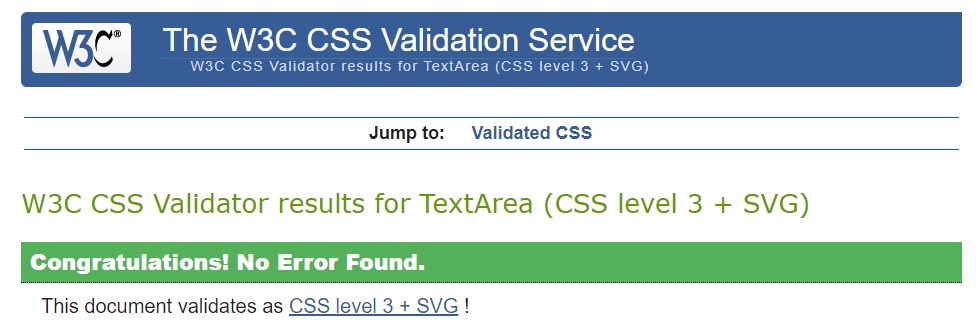 W3C®
The W3C CSS Validation Service
W3C CSS Validator results for TextArea (CSS level 3 + SVG)
Jump to: Validated CSS
W3C CSS Validator results for TextArea (CSS level 3 + SVG)
Congratulations! No Error Found.
This document validates as CSS level 3 + SVG !